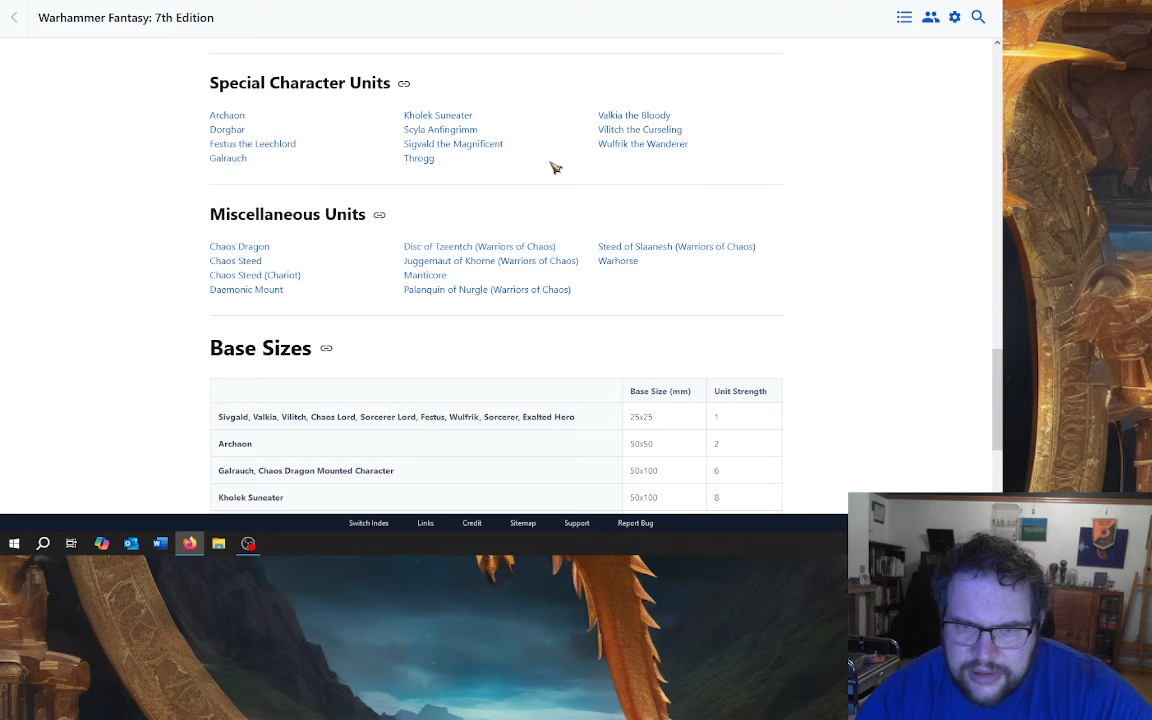 Warhammer Fantasy: 7th Edition
Special Character Units
Archaon Kholek Suneater Valkia the Bloody
Dorghar Scyla Anfingrimm Vilitch the Curseling
Festus the Leechlord Sigvald the Magnificent Wulfrik the Wanderer
Galrauch Throgg
Miscellaneous Units
Chaos Dragon Disc of Tzeentch (Warriors of Chaos) Steed of Slaanesh (Warriors of Chaos)
Chaos Steed Juggernaut of Khorne (Warriors of Chaos) Warhorse
Chaos Steed (Chariot) Manticore
Daemonic Mount Palanquin of Nurgle (Warriors of Chaos)
Base Sizes
Base Size (mm) Unit Strength
Sivgald, Valkia, Vilitch, Chaos Lord, Sorcerer Lord, Festus, Wulfrik, Sorcerer, Exalted Hero 25x25 1
Archaon 50x50 2
Galrauch, Chaos Dragon Mounted Character 50x100 6
Kholek Suneater 50x100 8
Switch Index Links Credit Sitemap Support Report Bug